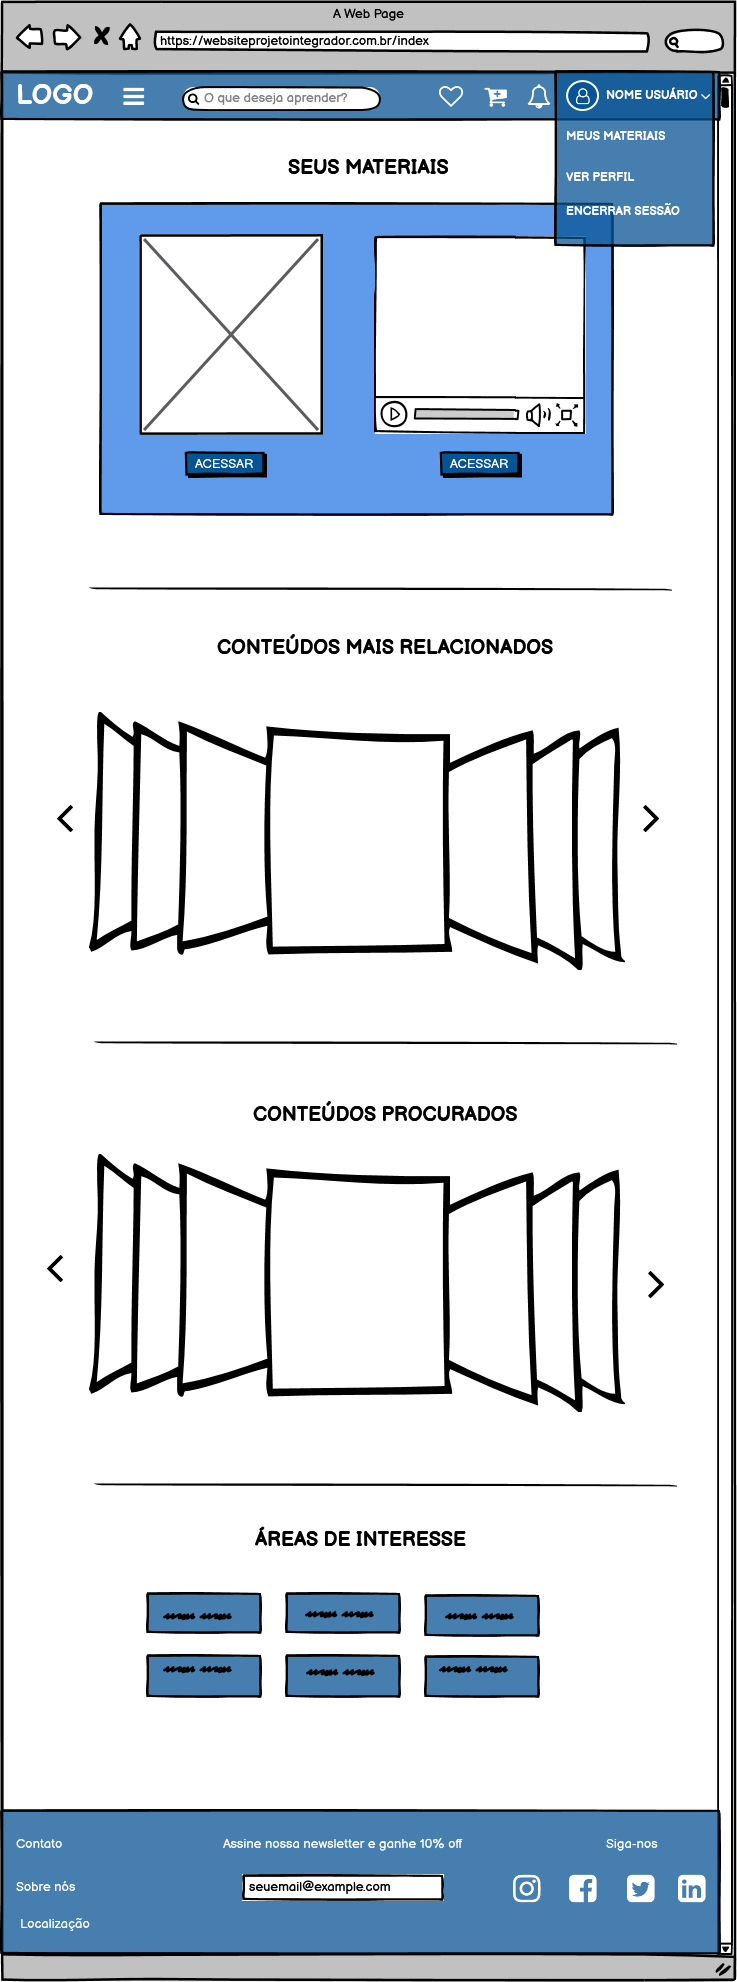 A Web Page
https://websiteprojetointegrador.com.br/index
LOGO
O que deseja aprender?
NOME USUÁRIO
MEUS MATERIAIS
VER PERFIL
ENCERRAR SESSÃO
SEUS MATERIAIS
ACESSAR
ACESSAR
CONTEÚDOS MAIS RELACIONADOS
CONTEÚDOS PROCURADOS
ÁREAS DE INTERESSE
Contato
Assine nossa newsletter e ganhe 10% off
Siga-nos
Sobre nós
seuemail@example.com
Localização